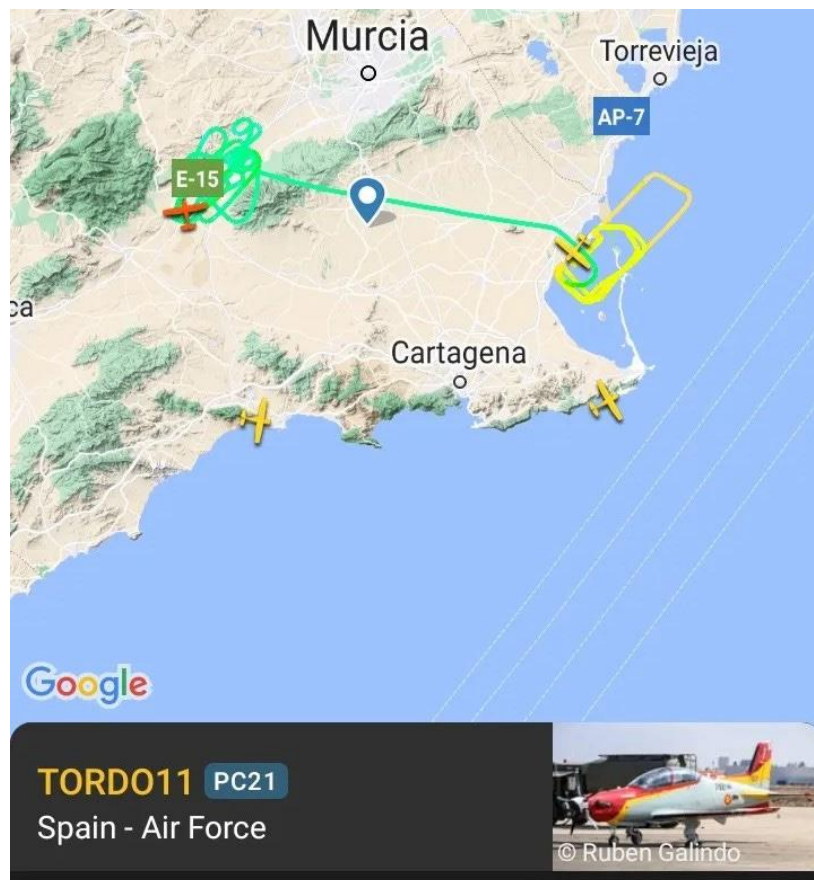 Murcia
Torrevieja
AP-7
E-15
ca
Cartagena
Google
TORDO11 PC21
Spain - Air Force
© Ruben Galindo